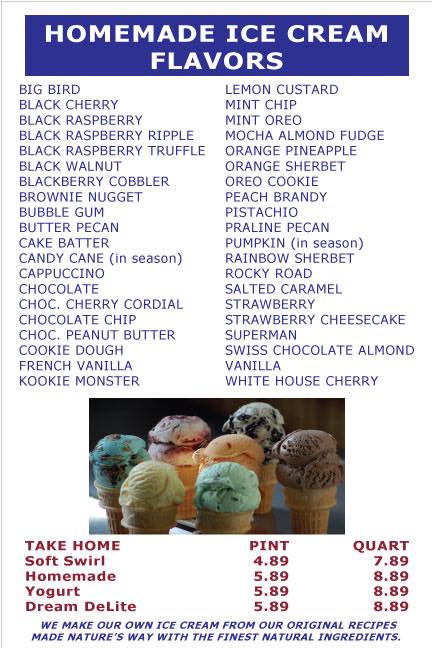 HOMEMADE ICE CREAM
FLAVORS
BIG BIRD
BLACK CHERRY
BLACK RASPBERRY
BLACK RASPBERRY RIPPLE
BLACK RASPBERRY TRUFFLE
BLACK WALNUT
BLACKBERRY COBBLER
BROWNIE NUGGET
BUBBLE GUM
BUTTER PECAN
CAKE BATTER
CANDY CANE (in season)
CAPPUCCINO
CHOCOLATE
CHOC. CHERRY CORDIAL
CHOCOLATE CHIP
CHOC. PEANUT BUTTER
COOKIE DOUGH
FRENCH VANILLA
KOOKIE MONSTER
LEMON CUSTARD
MINT CHIP
MINT OREO
MOCHA ALMOND FUDGE
ORANGE PINEAPPLE
ORANGE SHERBET
OREO COOKIE
PEACH BRANDY
PISTACHIO
PRALINE PECAN
PUMPKIN (in season)
RAINBOW SHERBET
ROCKY ROAD
SALTED CARAMEL
STRAWBERRY
STRAWBERRY CHEESECAKE
SUPERMAN
SWISS CHOCOLATE ALMOND
VANILLA
WHITE HOUSE CHERRY
TAKE HOME PINT QUART
Soft Swirl 4.89 7.89
Homemade 5.89 8.89
Yogurt 5.89 8.89
Dream DeLite 5.89 8.89
WE MAKE OUR OWN ICE CREAM FROM OUR ORIGINAL RECIPES
MADE NATURE'S WAY WITH THE FINEST NATURAL INGREDIENTS.